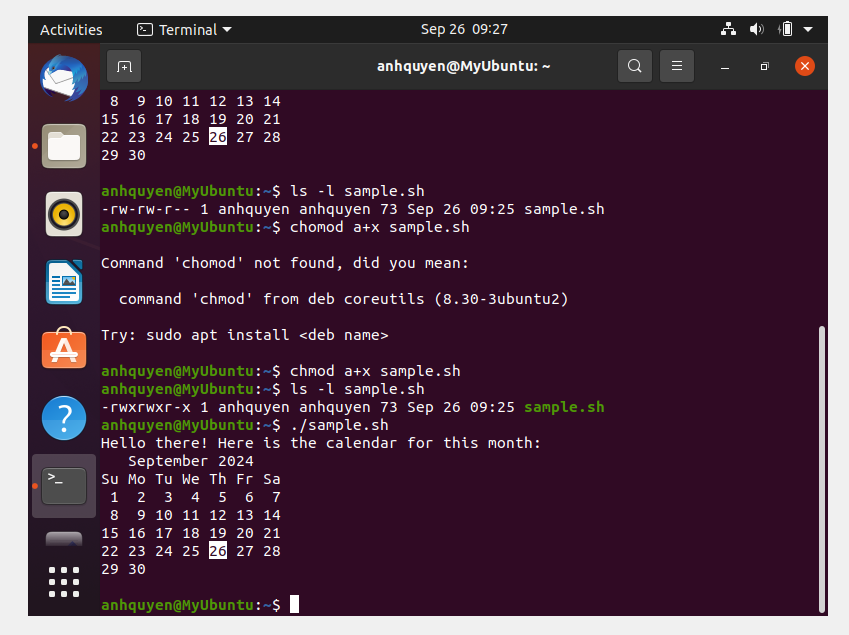 Activities
Terminal
Sep 26 09:27
anhquyen@MyUbuntu: ~
 8  9 10 11 12 13 14
15 16 17 18 19 20 21
22 23 24 25 26 27 28
29 30
anhquyen@MyUbuntu:~$ ls -l sample.sh
-rw-rw-r-- 1 anhquyen anhquyen 73 Sep 26 09:25 sample.sh
anhquyen@MyUbuntu:~$ chomod a+x sample.sh
Command 'chomod' not found, did you mean:
  command 'chmod' from deb coreutils (8.30-3ubuntu2)
Try: sudo apt install <deb name>
anhquyen@MyUbuntu:~$ chmod a+x sample.sh
anhquyen@MyUbuntu:~$ ls -l sample.sh
-rwxrwxr-x 1 anhquyen anhquyen 73 Sep 26 09:25 sample.sh
anhquyen@MyUbuntu:~$ ./sample.sh
Hello there! Here is the calendar for this month:
   September 2024
Su Mo Tu We Th Fr Sa
 1  2  3  4  5  6  7
 8  9 10 11 12 13 14
15 16 17 18 19 20 21
22 23 24 25 26 27 28
29 30
anhquyen@MyUbuntu:~$